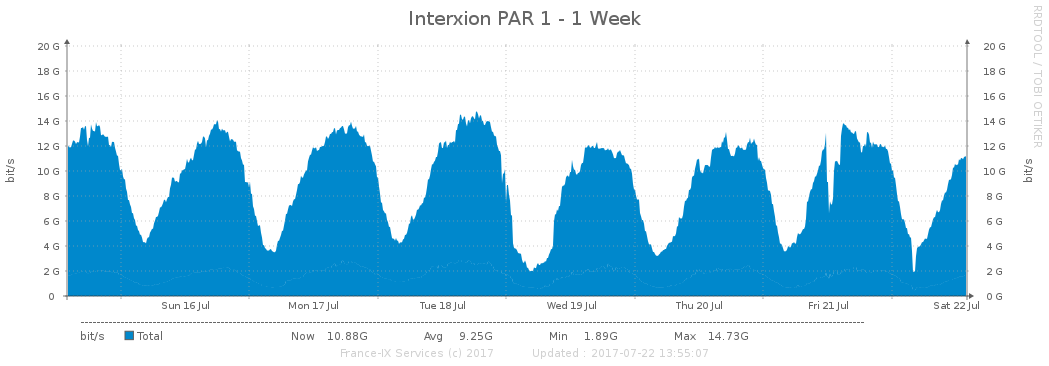 Interxion PAR 1 - 1 Week
RRDTOOL / TOBI OETIKER
bit/s
bit/s
20 G 20 G
18 G 18 G
16 G 16 G
14 G 14 G
12 G 12 G
10 G 10 G
8 G 8 G
6 G 6 G
4 G 4 G
2 G 2 G
0 0 G
Sun 16 Jul Mon 17 Jul Tue 18 Jul Wed 19 Jul Thu 20 Jul Fri 21 Jul Sat 22 Jul
bit/s Total Now 10.88G Avg 9.25G Min 1.89G Max 14.73G
France-IX Services (c) 2017 Updated : 2017-07-22 13:55:07